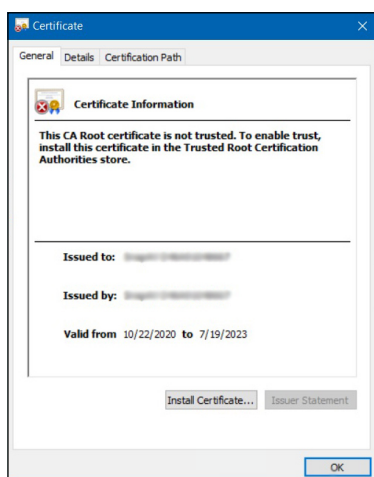 Certificate
General Details Certification Path
Certificate Information
This CA Root certificate is not trusted. To enable trust,
install this certificate in the Trusted Root Certification
Authorities store.
Issued to:
Issued by:
Valid from 10/22/2020 to 7/19/2023
Install Certificate... Issuer Statement
OK